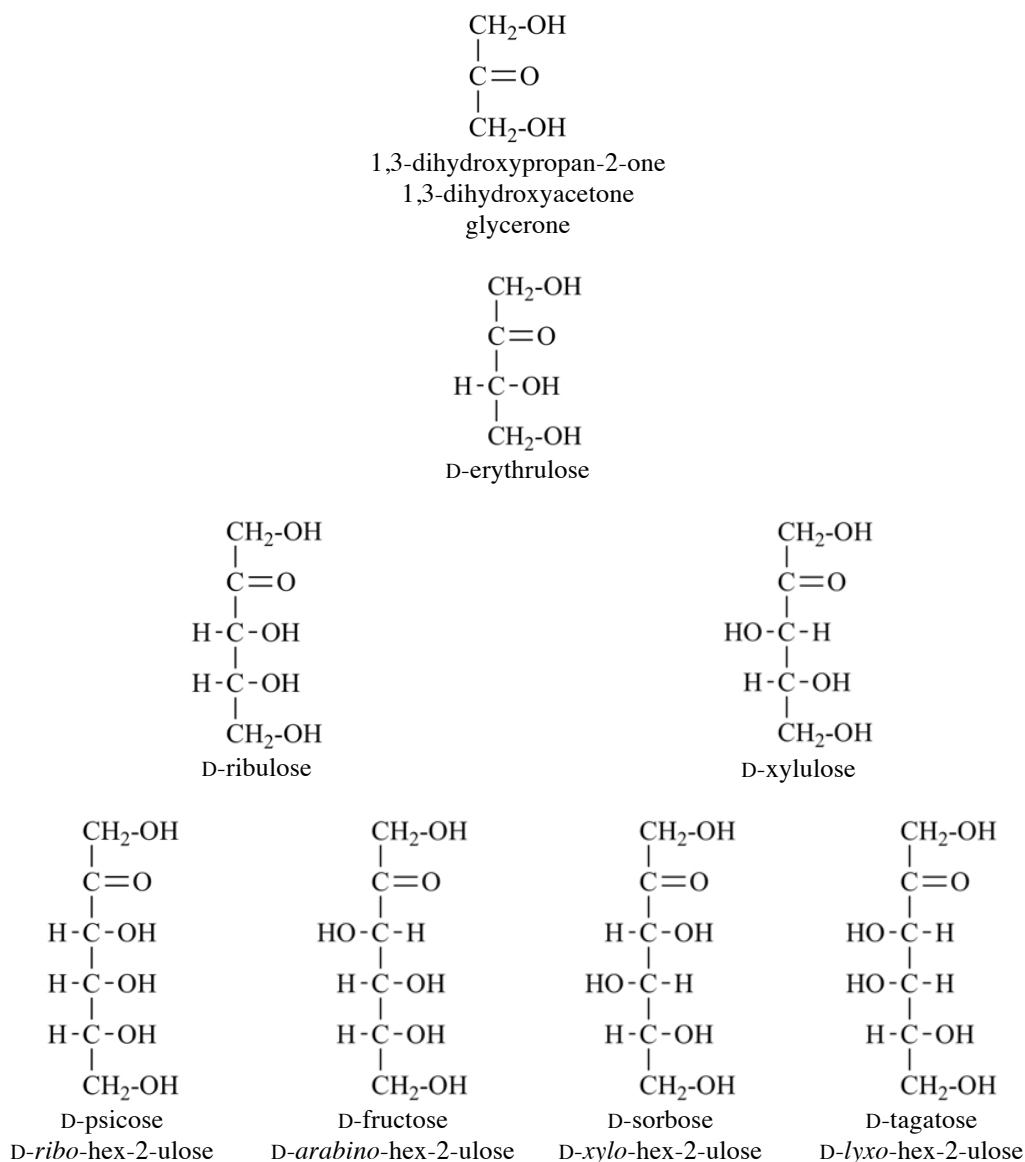 CH₂-OH
C=O
CH₂-OH
1,3-dihydroxypropan-2-one
1,3-dihydroxyacetone
glycerone
CH₂-OH
C=O
H-C-OH
CH₂-OH
D-erythrulose
CH₂-OH
C=O
H-C-OH
H-C-OH
CH₂-OH
D-ribulose
CH₂-OH
C=O
HO-C-H
H-C-OH
CH₂-OH
D-xylulose
CH₂-OH
C=O
H-C-OH
H-C-OH
H-C-OH
CH₂-OH
D-psicose
D-ribo-hex-2-ulose
CH₂-OH
C=O
HO-C-H
H-C-OH
H-C-OH
CH₂-OH
D-fructose
D-arabino-hex-2-ulose
CH₂-OH
C=O
H-C-OH
HO-C-H
H-C-OH
CH₂-OH
D-sorbose
D-xylo-hex-2-ulose
CH₂-OH
C=O
HO-C-H
HO-C-H
H-C-OH
CH₂-OH
D-tagatose
D-lyxo-hex-2-ulose